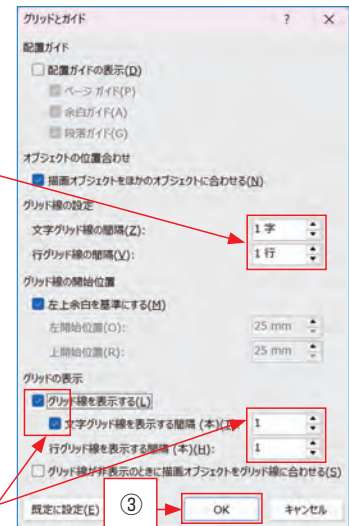 グリッドとガイド ? ×
配置ガイド
配置ガイドの表示(D)
ページ ガイド(P)
余白ガイド(A)
段落ガイド(G)
オブジェクトの位置合わせ
描画オブジェクトをほかのオブジェクトに合わせる(N)
グリッド線の設定
文字グリッド線の間隔(Z): 1 字
行グリッド線の間隔(V): 1 行
グリッド線の開始位置
左上余白を基準にする(M)
左開始位置(O): 25 mm
上開始位置(R): 25 mm
グリッドの表示
グリッド線を表示する(L)
文字グリッド線を表示する間隔 (本)( 1
行グリッド線を表示する間隔 (本)(H): 1
グリッド線が非表示のときに描画オブジェクトをグリッド線に合わせる(S)
既定に設定(E) ③ OK キャンセル